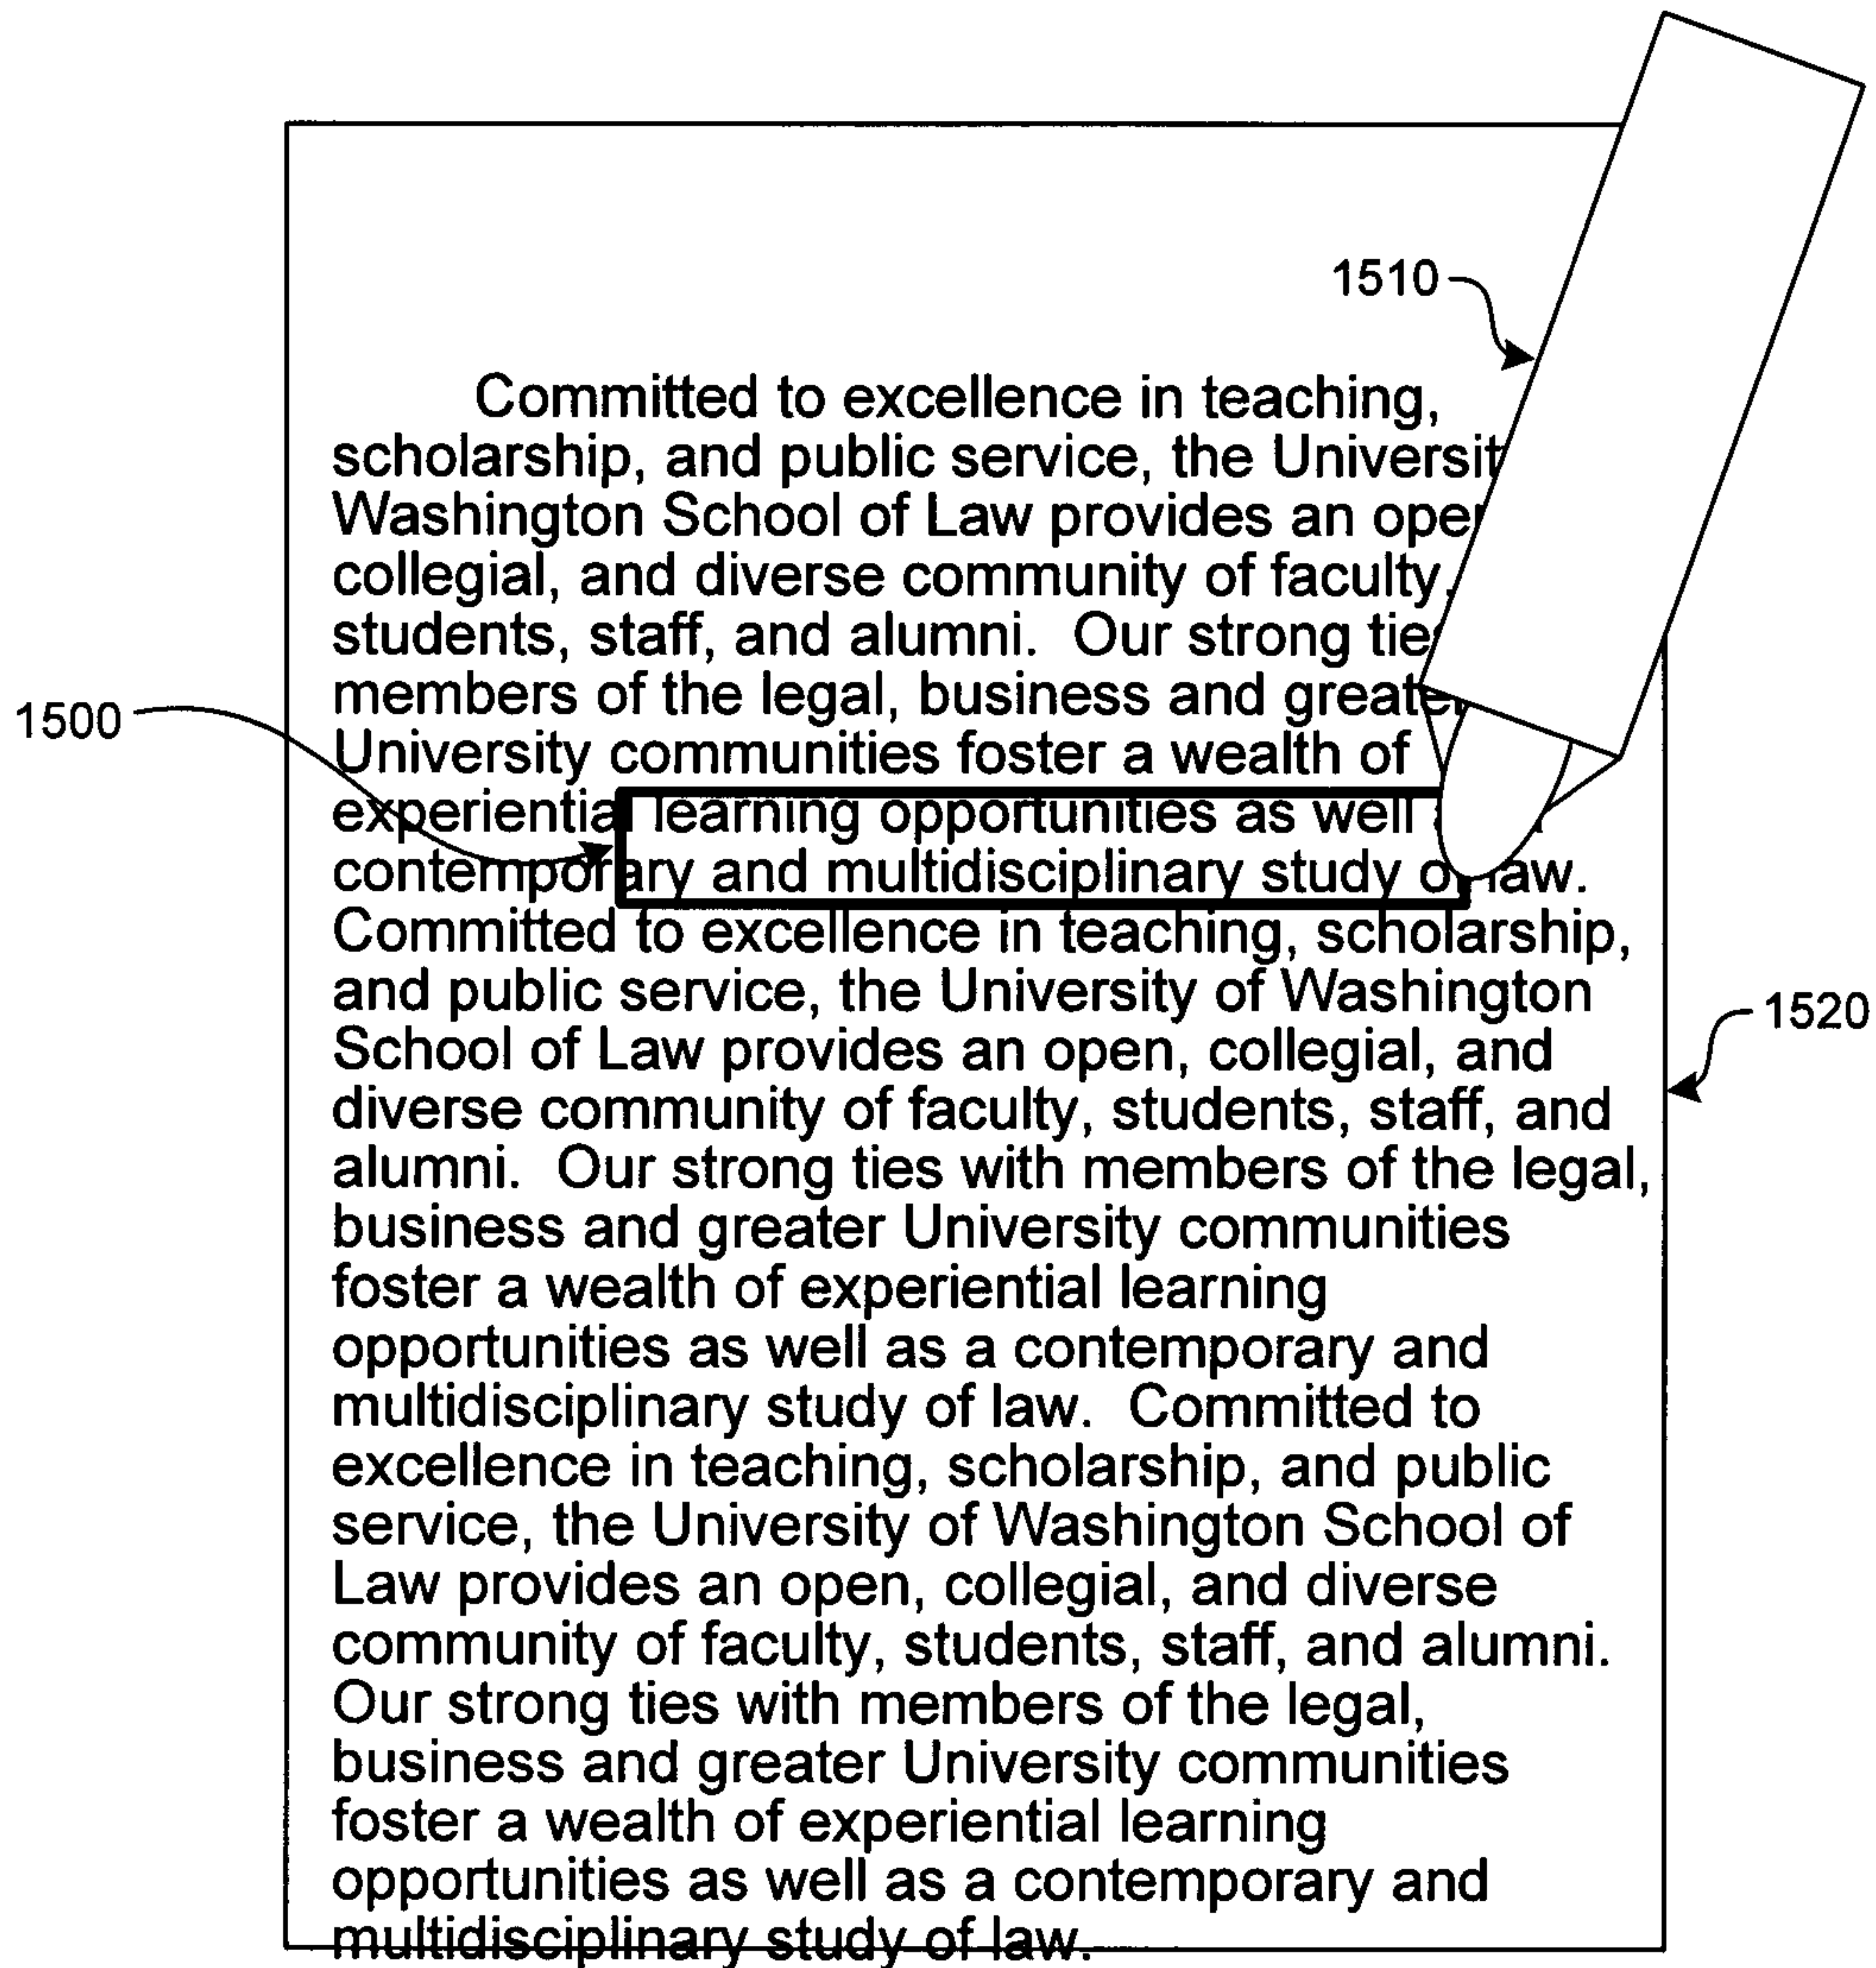 1510
Committed to excellence in teaching,
scholarship, and public service, the Universit
Washington School of Law provides an open
collegial, and diverse community of faculty,
students, staff, and alumni.  Our strong ties
members of the legal, business and greater
1500
University communities foster a wealth of
experiential learning opportunities as well
contemporary and multidisciplinary study of law.
Committed to excellence in teaching, scholarship,
and public service, the University of Washington
1520
School of Law provides an open, collegial, and
diverse community of faculty, students, staff, and
alumni.  Our strong ties with members of the legal,
business and greater University communities
foster a wealth of experiential learning
opportunities as well as a contemporary and
multidisciplinary study of law.  Committed to
excellence in teaching, scholarship, and public
service, the University of Washington School of
Law provides an open, collegial, and diverse
community of faculty, students, staff, and alumni.
Our strong ties with members of the legal,
business and greater University communities
foster a wealth of experiential learning
opportunities as well as a contemporary and
multidisciplinary study of law.